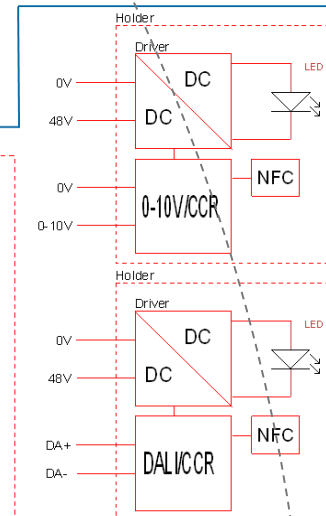 Holder
Driver
LED
0V
DC
48V
DC
0V
NFC
0-10V/CCR
0-10V
Holder
Driver
LED
0V
DC
48V
DC
DA+
NFC
DA-
DALI/CCR